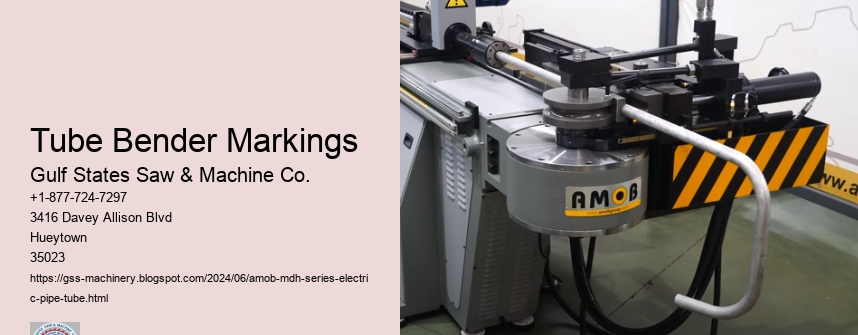 Tube Bender Markings
Gulf States Saw & Machine Co.
+1-877-724-7297
3416 Davey Allison Blvd
Hueytown
35023
https://gss-machinery.blogspot.com/2024/06/amob-mdh-series-electri
c-pipe-tube.html
AMOB
www.a